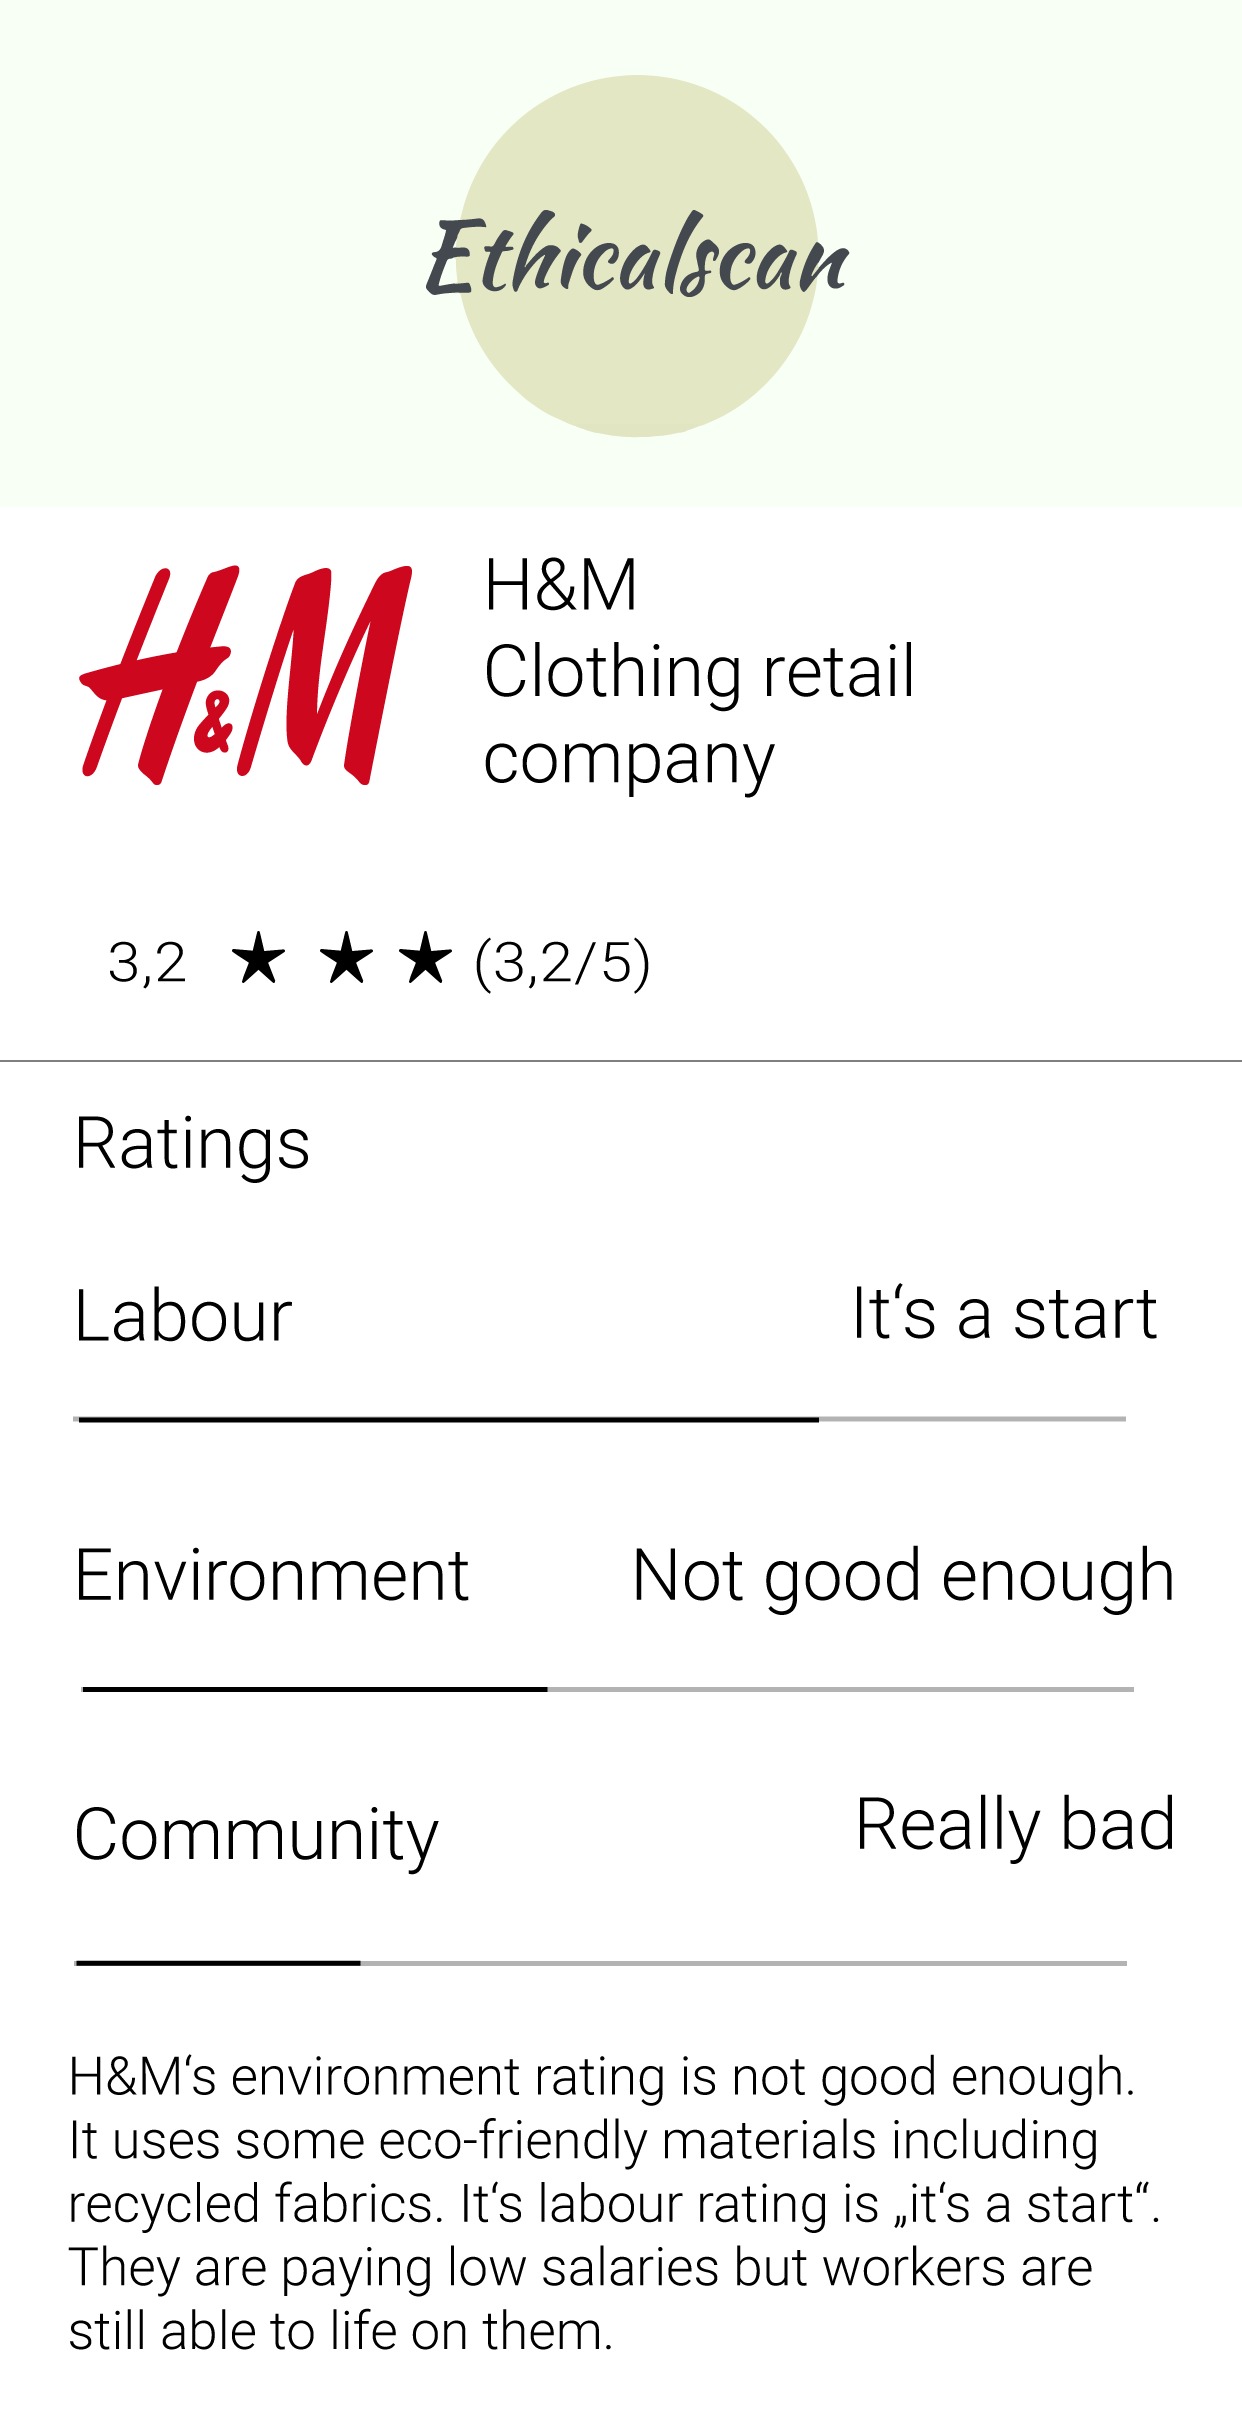 Ethicalscan
H&M
H&M
Clothing retail
company
3,2 ★ ★ ★ (3,2/5)
Ratings
Labour It‘s a start
Environment Not good enough
Community Really bad
H&M‘s environment rating is not good enough.
It uses some eco-friendly materials including
recycled fabrics. It‘s labour rating is „it‘s a start“.
They are paying low salaries but workers are
still able to life on them.